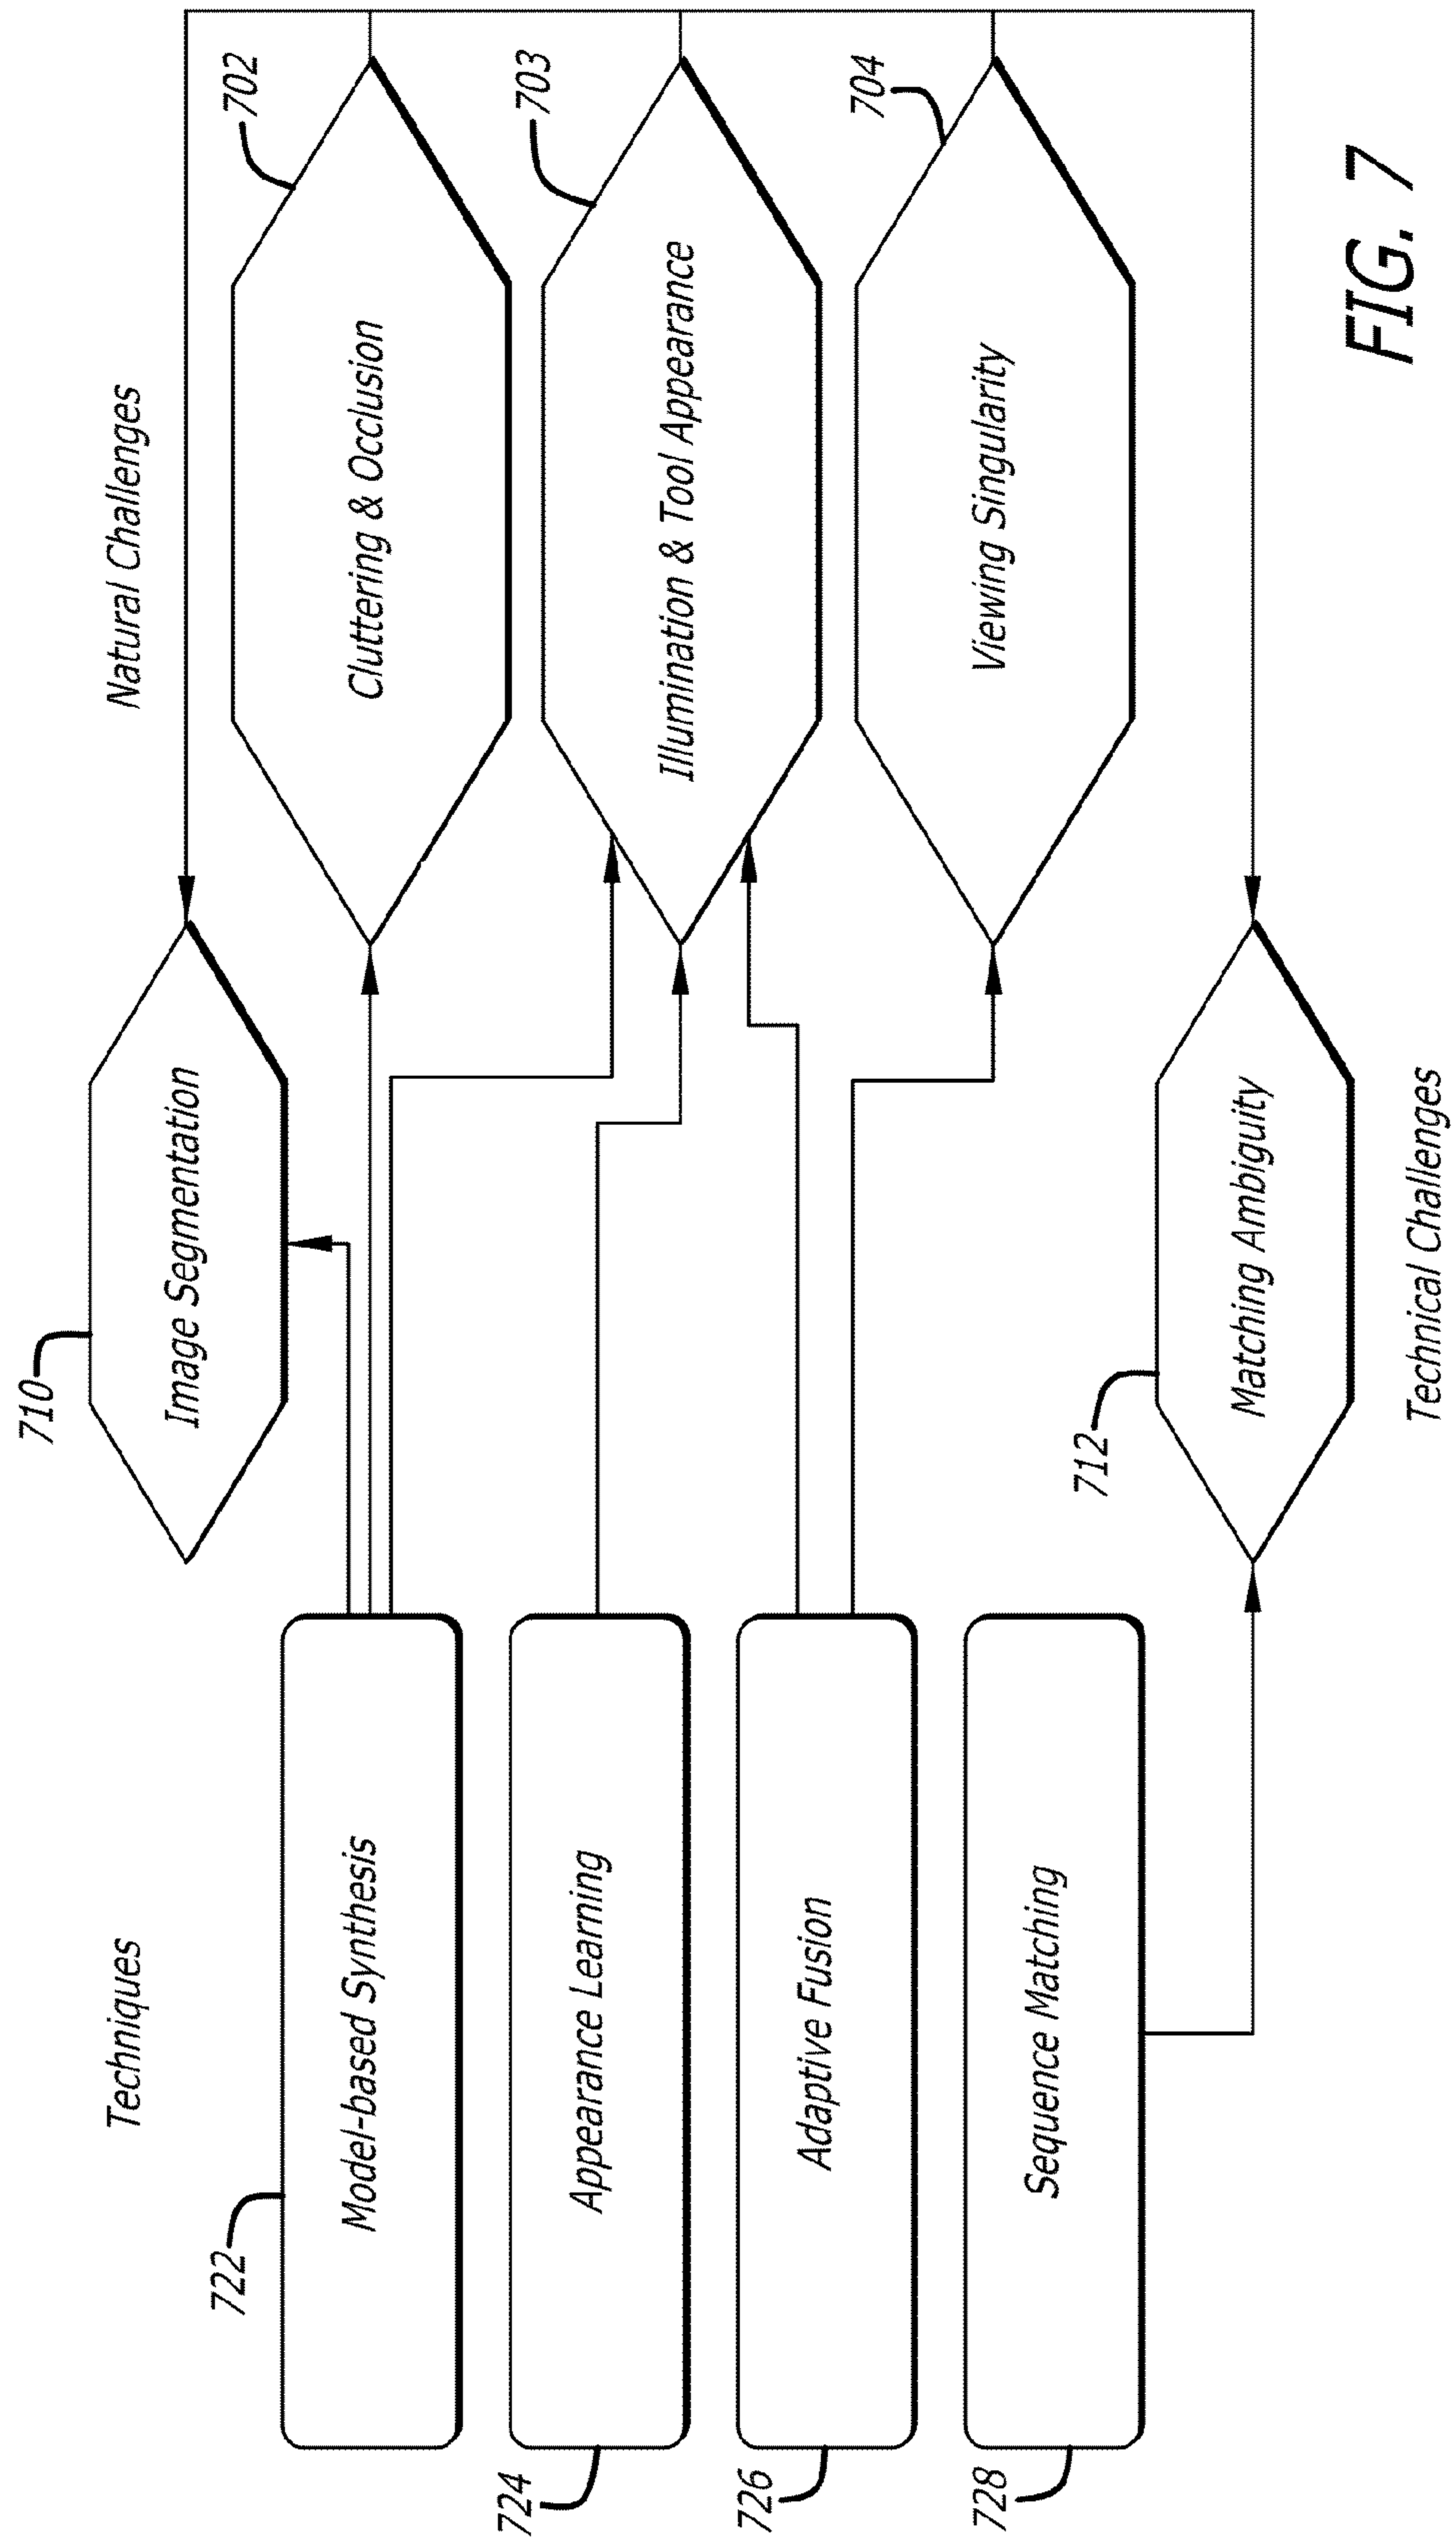 Techniques
Natural Challenges
710
Image Segmentation
722
Model-based Synthesis
702
Cluttering & Occlusion
724
Appearance Learning
703
Illumination & Tool Appearance
726
Adaptive Fusion
704
Viewing Singularity
728
Sequence Matching
712
Matching Ambiguity
Technical Challenges
FIG. 7